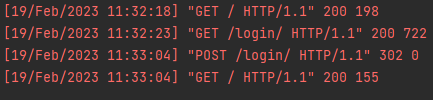 [19/Feb/2023 11:32:18] "GET / HTTP/1.1" 200 198
[19/Feb/2023 11:32:23] "GET /login/ HTTP/1.1" 200 722
[19/Feb/2023 11:33:04] "POST /login/ HTTP/1.1" 302 0
[19/Feb/2023 11:33:04] "GET / HTTP/1.1" 200 155